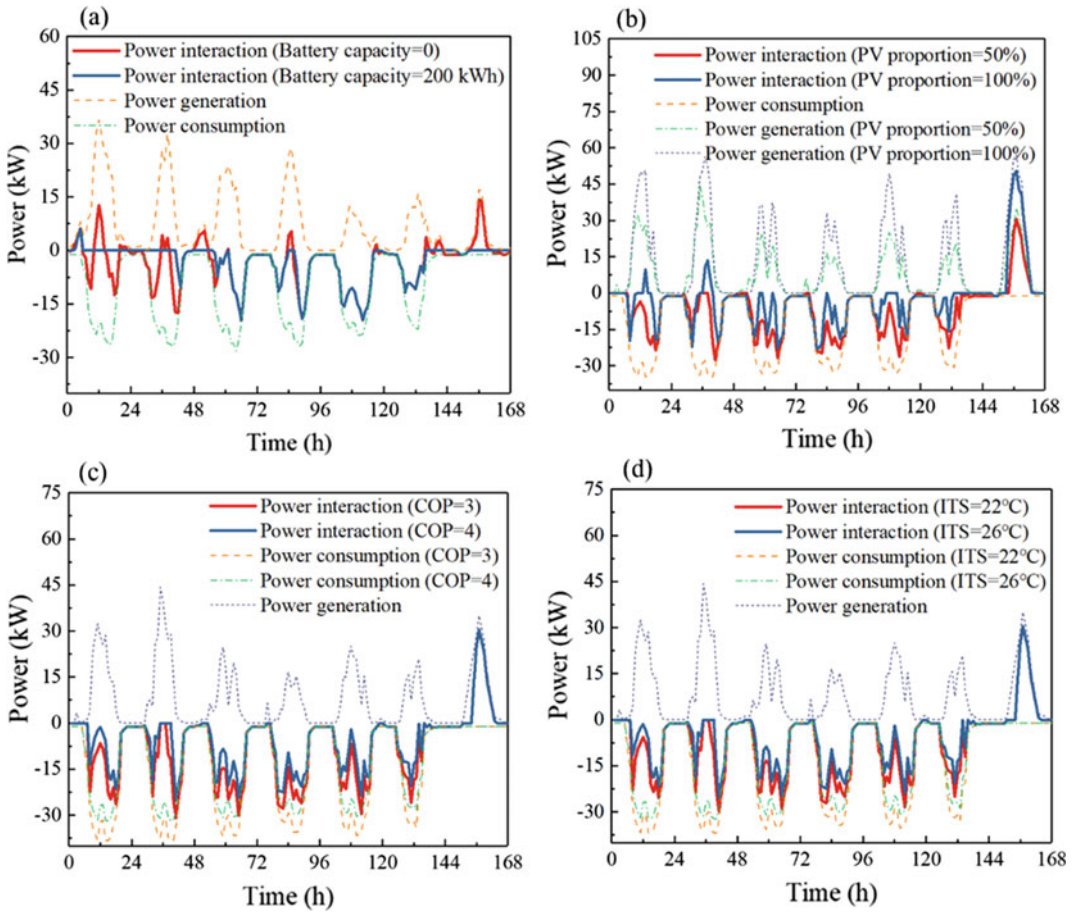 (a)
60
45
30
15
0
-15
-30
Power (kW)
Power interaction (Battery capacity=0)
Power interaction (Battery capacity=200 kWh)
Power generation
Power consumption
0 24 48 72 96 120 144 168
Time (h)
(b)
105
90
75
60
45
30
15
0
-15
-30
Power (kW)
Power interaction (PV proportion=50%)
Power interaction (PV proportion=100%)
Power consumption
Power generation (PV proportion=50%)
Power generation (PV proportion=100%)
0 24 48 72 96 120 144 168
Time (h)
(c)
75
60
45
30
15
0
-15
-30
Power (kW)
Power interaction (COP=3)
Power interaction (COP=4)
Power consumption (COP=3)
Power consumption (COP=4)
Power generation
0 24 48 72 96 120 144 168
Time (h)
(d)
75
60
45
30
15
0
-15
-30
Power (kW)
Power interaction (ITS=22℃)
Power interaction (ITS=26℃)
Power consumption (ITS=22℃)
Power consumption (ITS=26℃)
Power generation
0 24 48 72 96 120 144 168
Time (h)